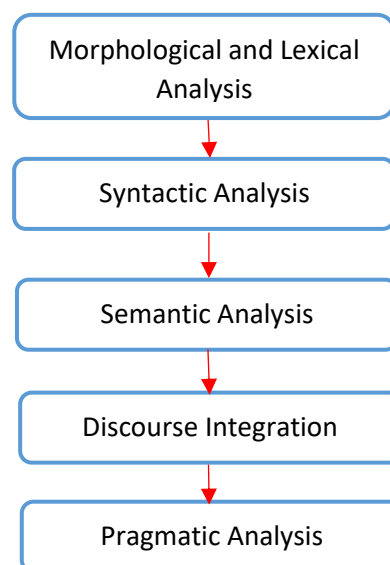 Morphological and Lexical
Analysis
Syntactic Analysis
Semantic Analysis
Discourse Integration
Pragmatic Analysis